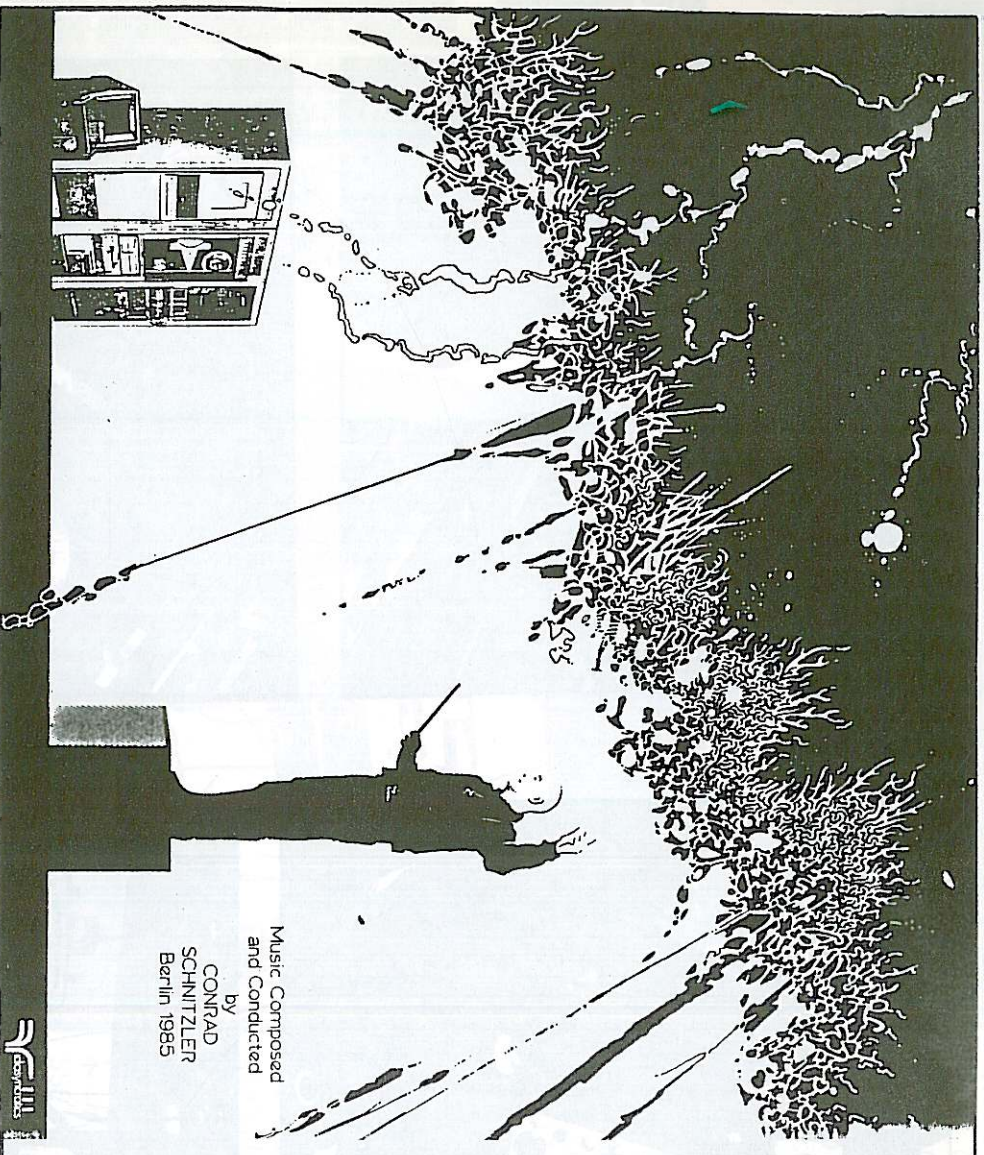 Music Composed
and Conducted
by
CONRAD
SCHNITZLER
Berlin 1985